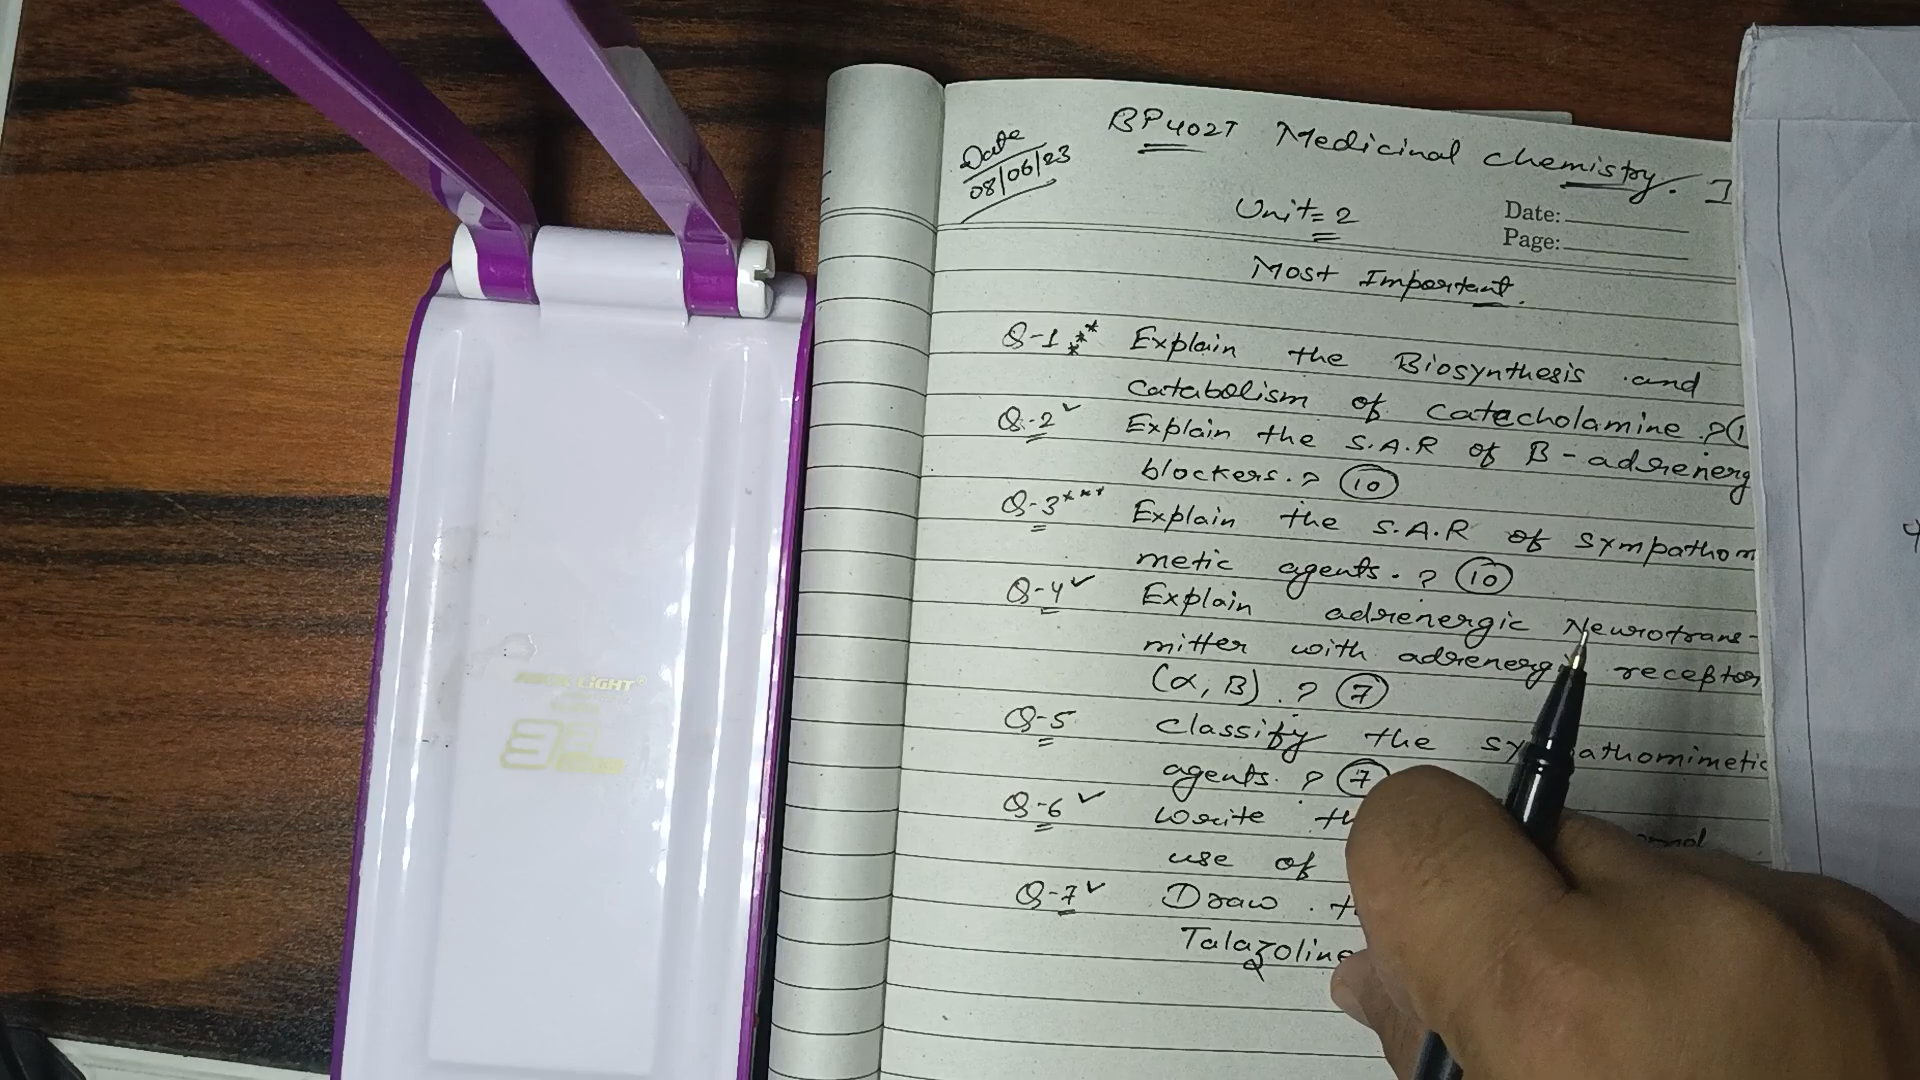 BP402T Medicinal chemistry. I
Date
08/06/23
Unit = 2
Date:
Page:
Most Important.
Q-1 *** Explain the Biosynthesis and
catabolism of catecholamine ?
Q-2 ✓ Explain the S.A.R of B-adrenerg
blockers. ? 10
Q-3 *** Explain the S.A.R of sympathom
metic agents. ? 10
Q-4 ✓ Explain adrenergic Neurotrans-
mitter with adrenergi receptor
(α, B). ? 7
Q-5 classify the sy athomimetic
agents. ? 7
Q-6 ✓ Write
use of
Q-7 ✓ Draw
Talazoline
LIGHT
32